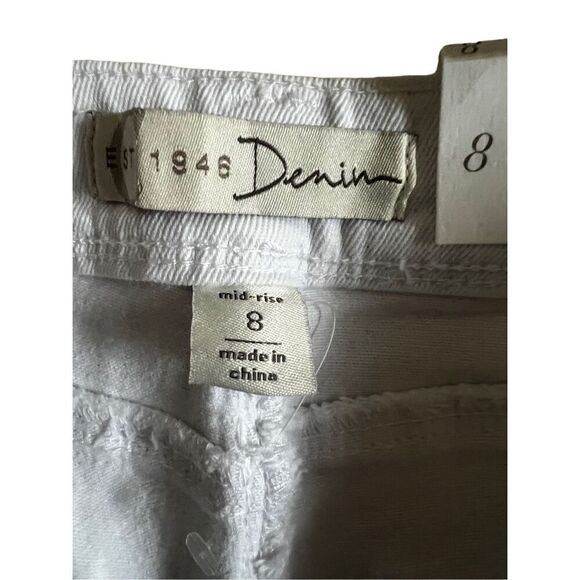 EST 1946 Denim
8
mid-rise
8
made in
china